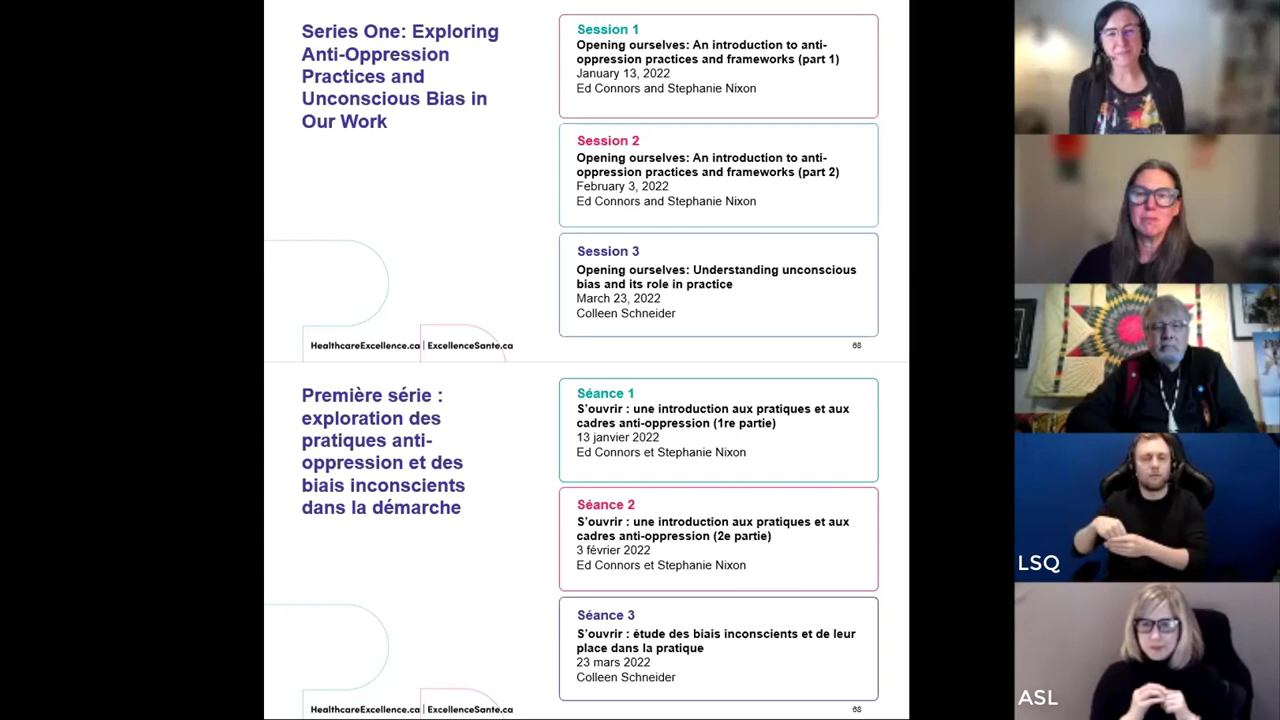 Series One: Exploring
Anti-Oppression
Practices and
Unconscious Bias in
Our Work
Session 1
Opening ourselves: An introduction to anti-
oppression practices and frameworks (part 1)
January 13, 2022
Ed Connors and Stephanie Nixon
Session 2
Opening ourselves: An introduction to anti-
oppression practices and frameworks (part 2)
February 3, 2022
Ed Connors and Stephanie Nixon
Session 3
Opening ourselves: Understanding unconscious
bias and its role in practice
March 23, 2022
Colleen Schneider
HealthcareExcellence.ca | ExcellenceSante.ca
68
Première série :
exploration des
pratiques anti-
oppression et des
biais inconscients
dans la démarche
Séance 1
S’ouvrir : une introduction aux pratiques et aux
cadres anti-oppression (1re partie)
13 janvier 2022
Ed Connors et Stephanie Nixon
Séance 2
S’ouvrir : une introduction aux pratiques et aux
cadres anti-oppression (2e partie)
3 février 2022
Ed Connors et Stephanie Nixon
Séance 3
S’ouvrir : étude des biais inconscients et de leur
place dans la pratique
23 mars 2022
Colleen Schneider
HealthcareExcellence.ca | ExcellenceSante.ca
68
LSQ
ASL